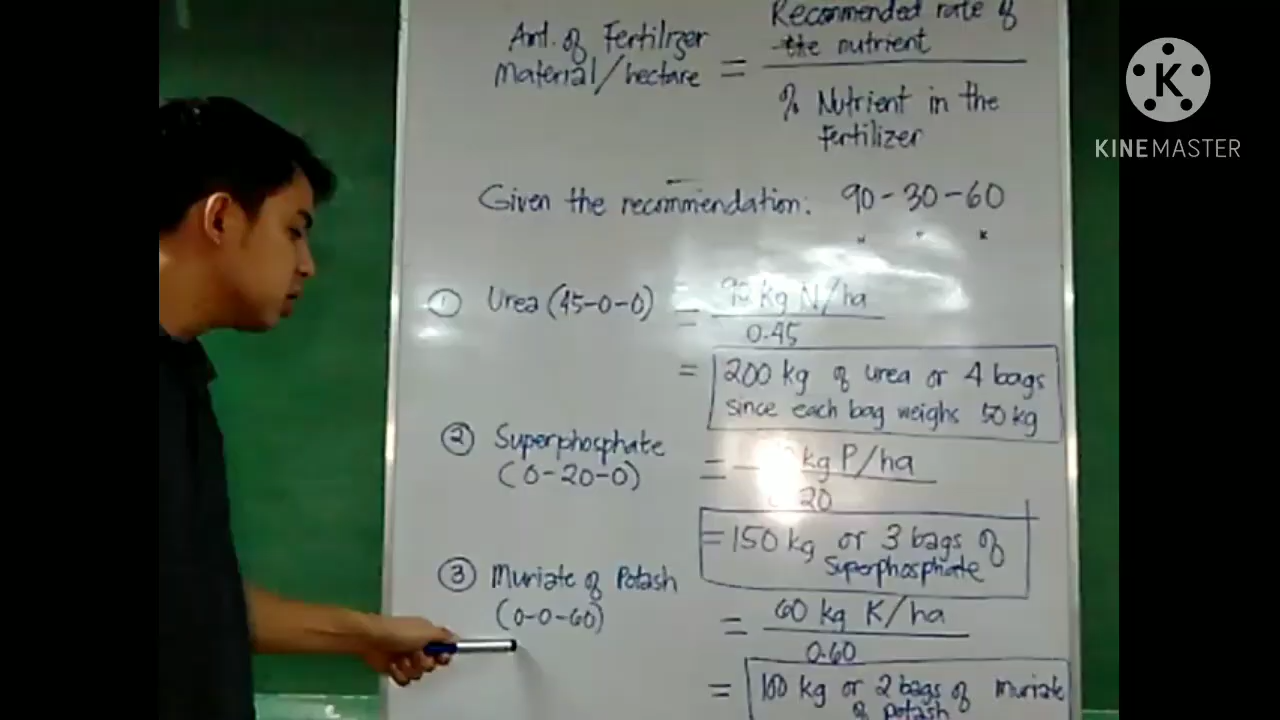 Recommended rate of
Amt. of Fertilizer the nutrient
Material/hectare =
% Nutrient in the
Fertilizer
K
KINEMASTER
Given the recommendation: 90-30-60
N P K
① Urea (45-0-0) = 90 kg N/ha
0.45
= 200 kg of urea or 4 bags
since each bag weighs 50 kg
② Superphosphate
(0-20-0) = kg P/ha
20
= 150 kg or 3 bags of
Superphosphate
③ Muriate of Potash
(0-0-60) = 60 kg K/ha
0.60
= 100 kg or 2 bags of Muriate
of Potash